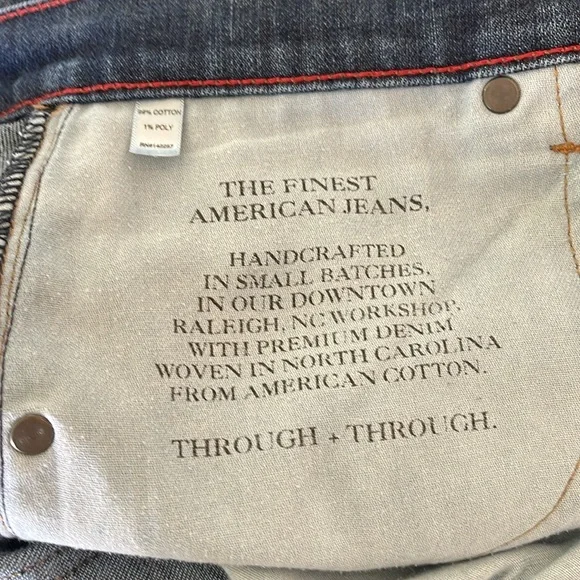 99% COTTON
1% POLY
THE FINEST
AMERICAN JEANS,
HANDCRAFTED
IN SMALL BATCHES,
IN OUR DOWNTOWN
RALEIGH, NC WORKSHOP,
WITH PREMIUM DENIM
WOVEN IN NORTH CAROLINA
FROM AMERICAN COTTON.
THROUGH + THROUGH.